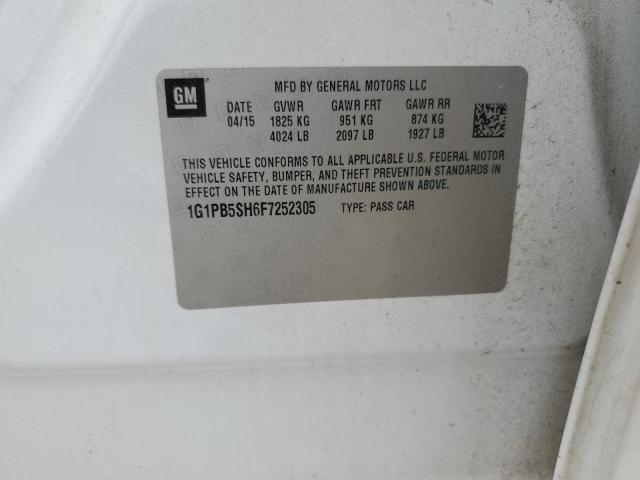 GM
MFD BY GENERAL MOTORS LLC
DATE GVWR GAWR FRT GAWR RR
04/15 1825 KG 951 KG 874 KG
4024 LB 2097 LB 1927 LB
THIS VEHICLE CONFORMS TO ALL APPLICABLE U.S. FEDERAL MOTOR
VEHICLE SAFETY, BUMPER, AND THEFT PREVENTION STANDARDS IN
EFFECT ON THE DATE OF MANUFACTURE SHOWN ABOVE.
1G1PB5SH6F7252305 TYPE: PASS CAR